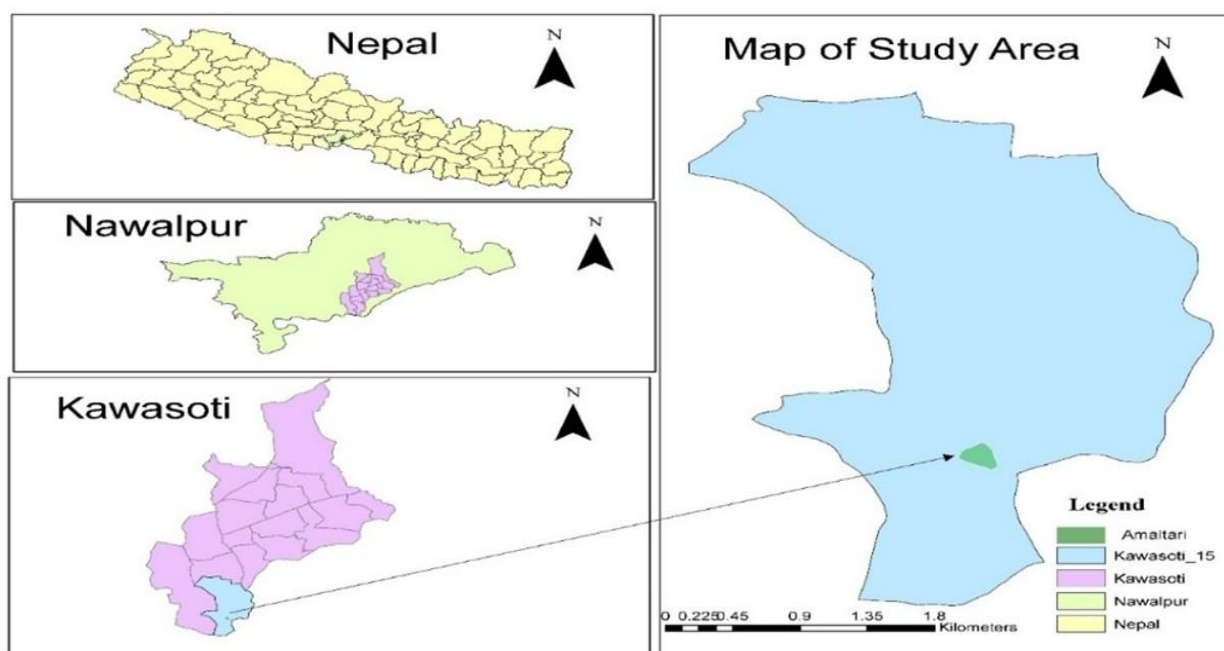 Nepal
N
Nawalpur
N
Kawasoti
N
Map of Study Area
N
Legend
Amaltari
Kawasoti_15
Kawasoti
Nawalpur
Nepal
0 0.225 0.45 0.9 1.35 1.8
Kilometers